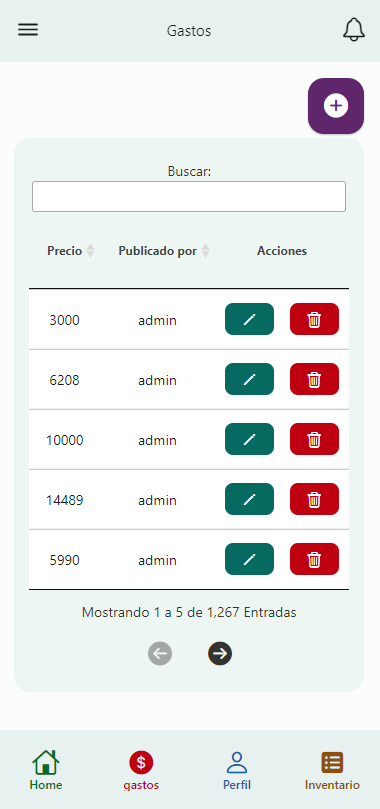 Gastos
Buscar:
Precio Publicado por Acciones
3000 admin
6208 admin
10000 admin
14489 admin
5990 admin
Mostrando 1 a 5 de 1,267 Entradas
Home gastos Perfil Inventario